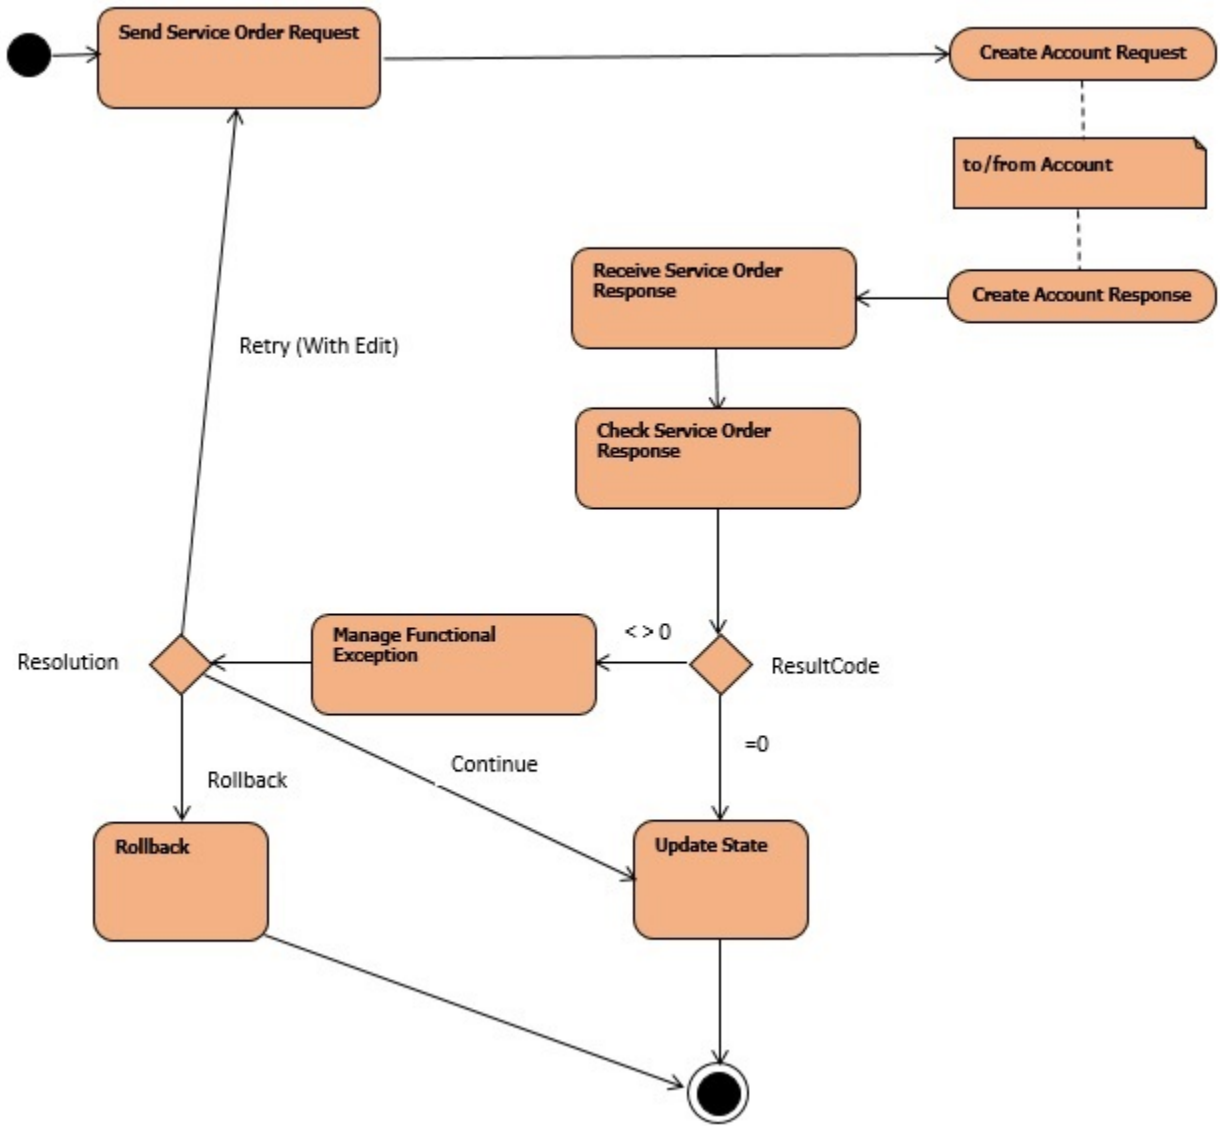 Send Service Order Request
Create Account Request
to/from Account
Receive Service Order
Response
Create Account Response
Retry (With Edit)
Check Service Order
Response
Resolution
Manage Functional
Exception
< > 0
ResultCode
=0
Continue
Rollback
Rollback
Update State